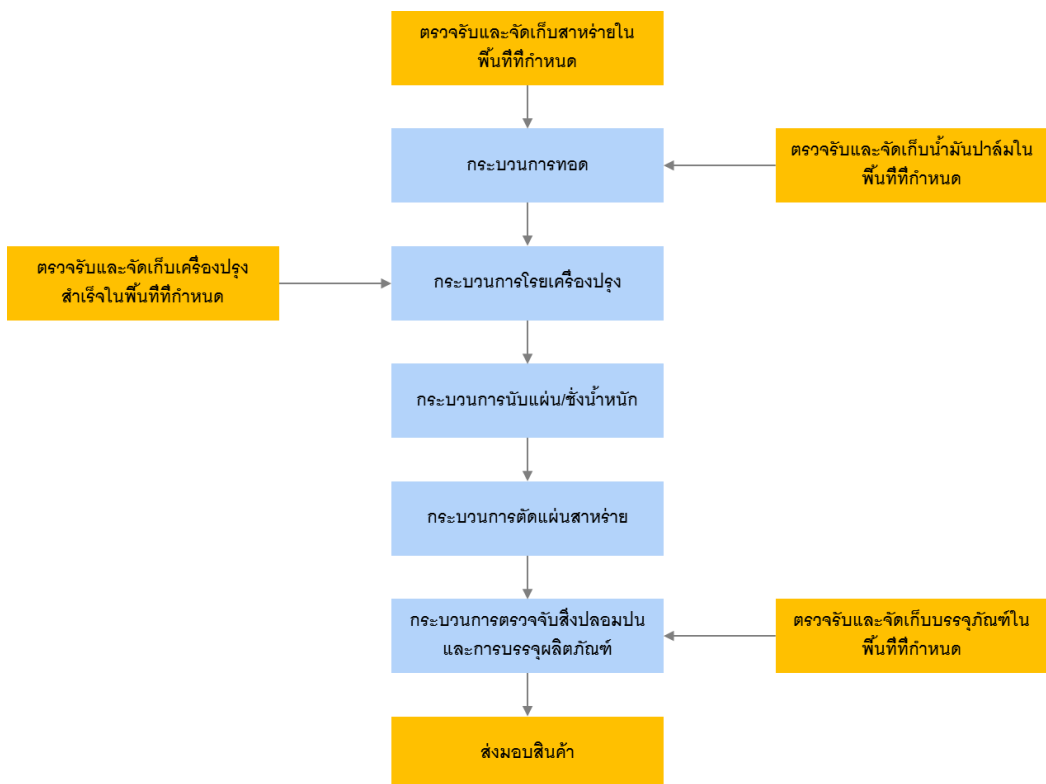 ตรวจรับและจัดเก็บสาหร่ายใน
พื้นที่ที่กำหนด
กระบวนการทอด
ตรวจรับและจัดเก็บน้ำมันปาล์มใน
พื้นที่ที่กำหนด
ตรวจรับและจัดเก็บเครื่องปรุง
สำเร็จในพื้นที่ที่กำหนด
กระบวนการโรยเครื่องปรุง
กระบวนการนับแผ่น/ชั่งน้ำหนัก
กระบวนการตัดแผ่นสาหร่าย
กระบวนการตรวจจับสิ่งปลอมปน
และการบรรจุผลิตภัณฑ์
ตรวจรับและจัดเก็บบรรจุภัณฑ์ใน
พื้นที่ที่กำหนด
ส่งมอบสินค้า